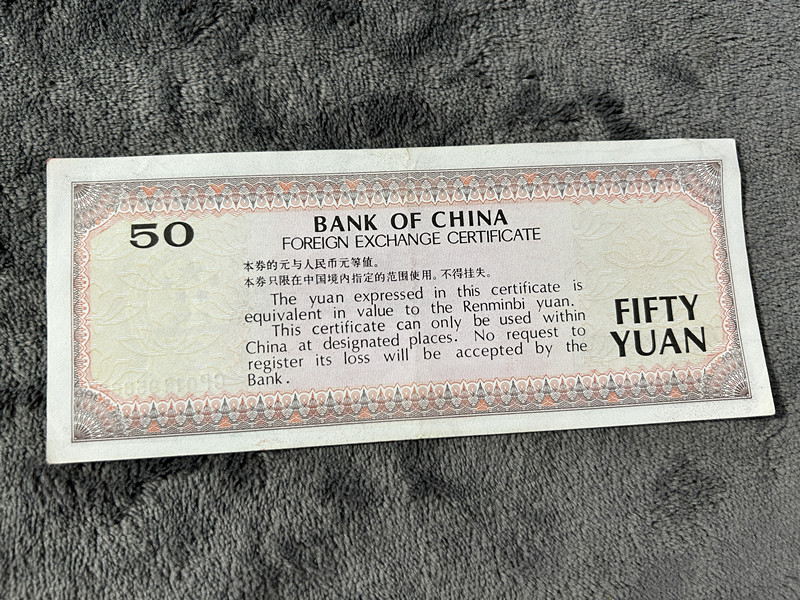 50
BANK OF CHINA
FOREIGN EXCHANGE CERTIFICATE
本券的元与人民币元等值。
本券只限在中国境内指定的范围使用。不得挂失。
The yuan expressed in this certificate is
equivalent in value to the Renminbi yuan.
This certificate can only be used within
China at designated places. No request to
register its loss will be accepted by the
Bank.
FIFTY
YUAN